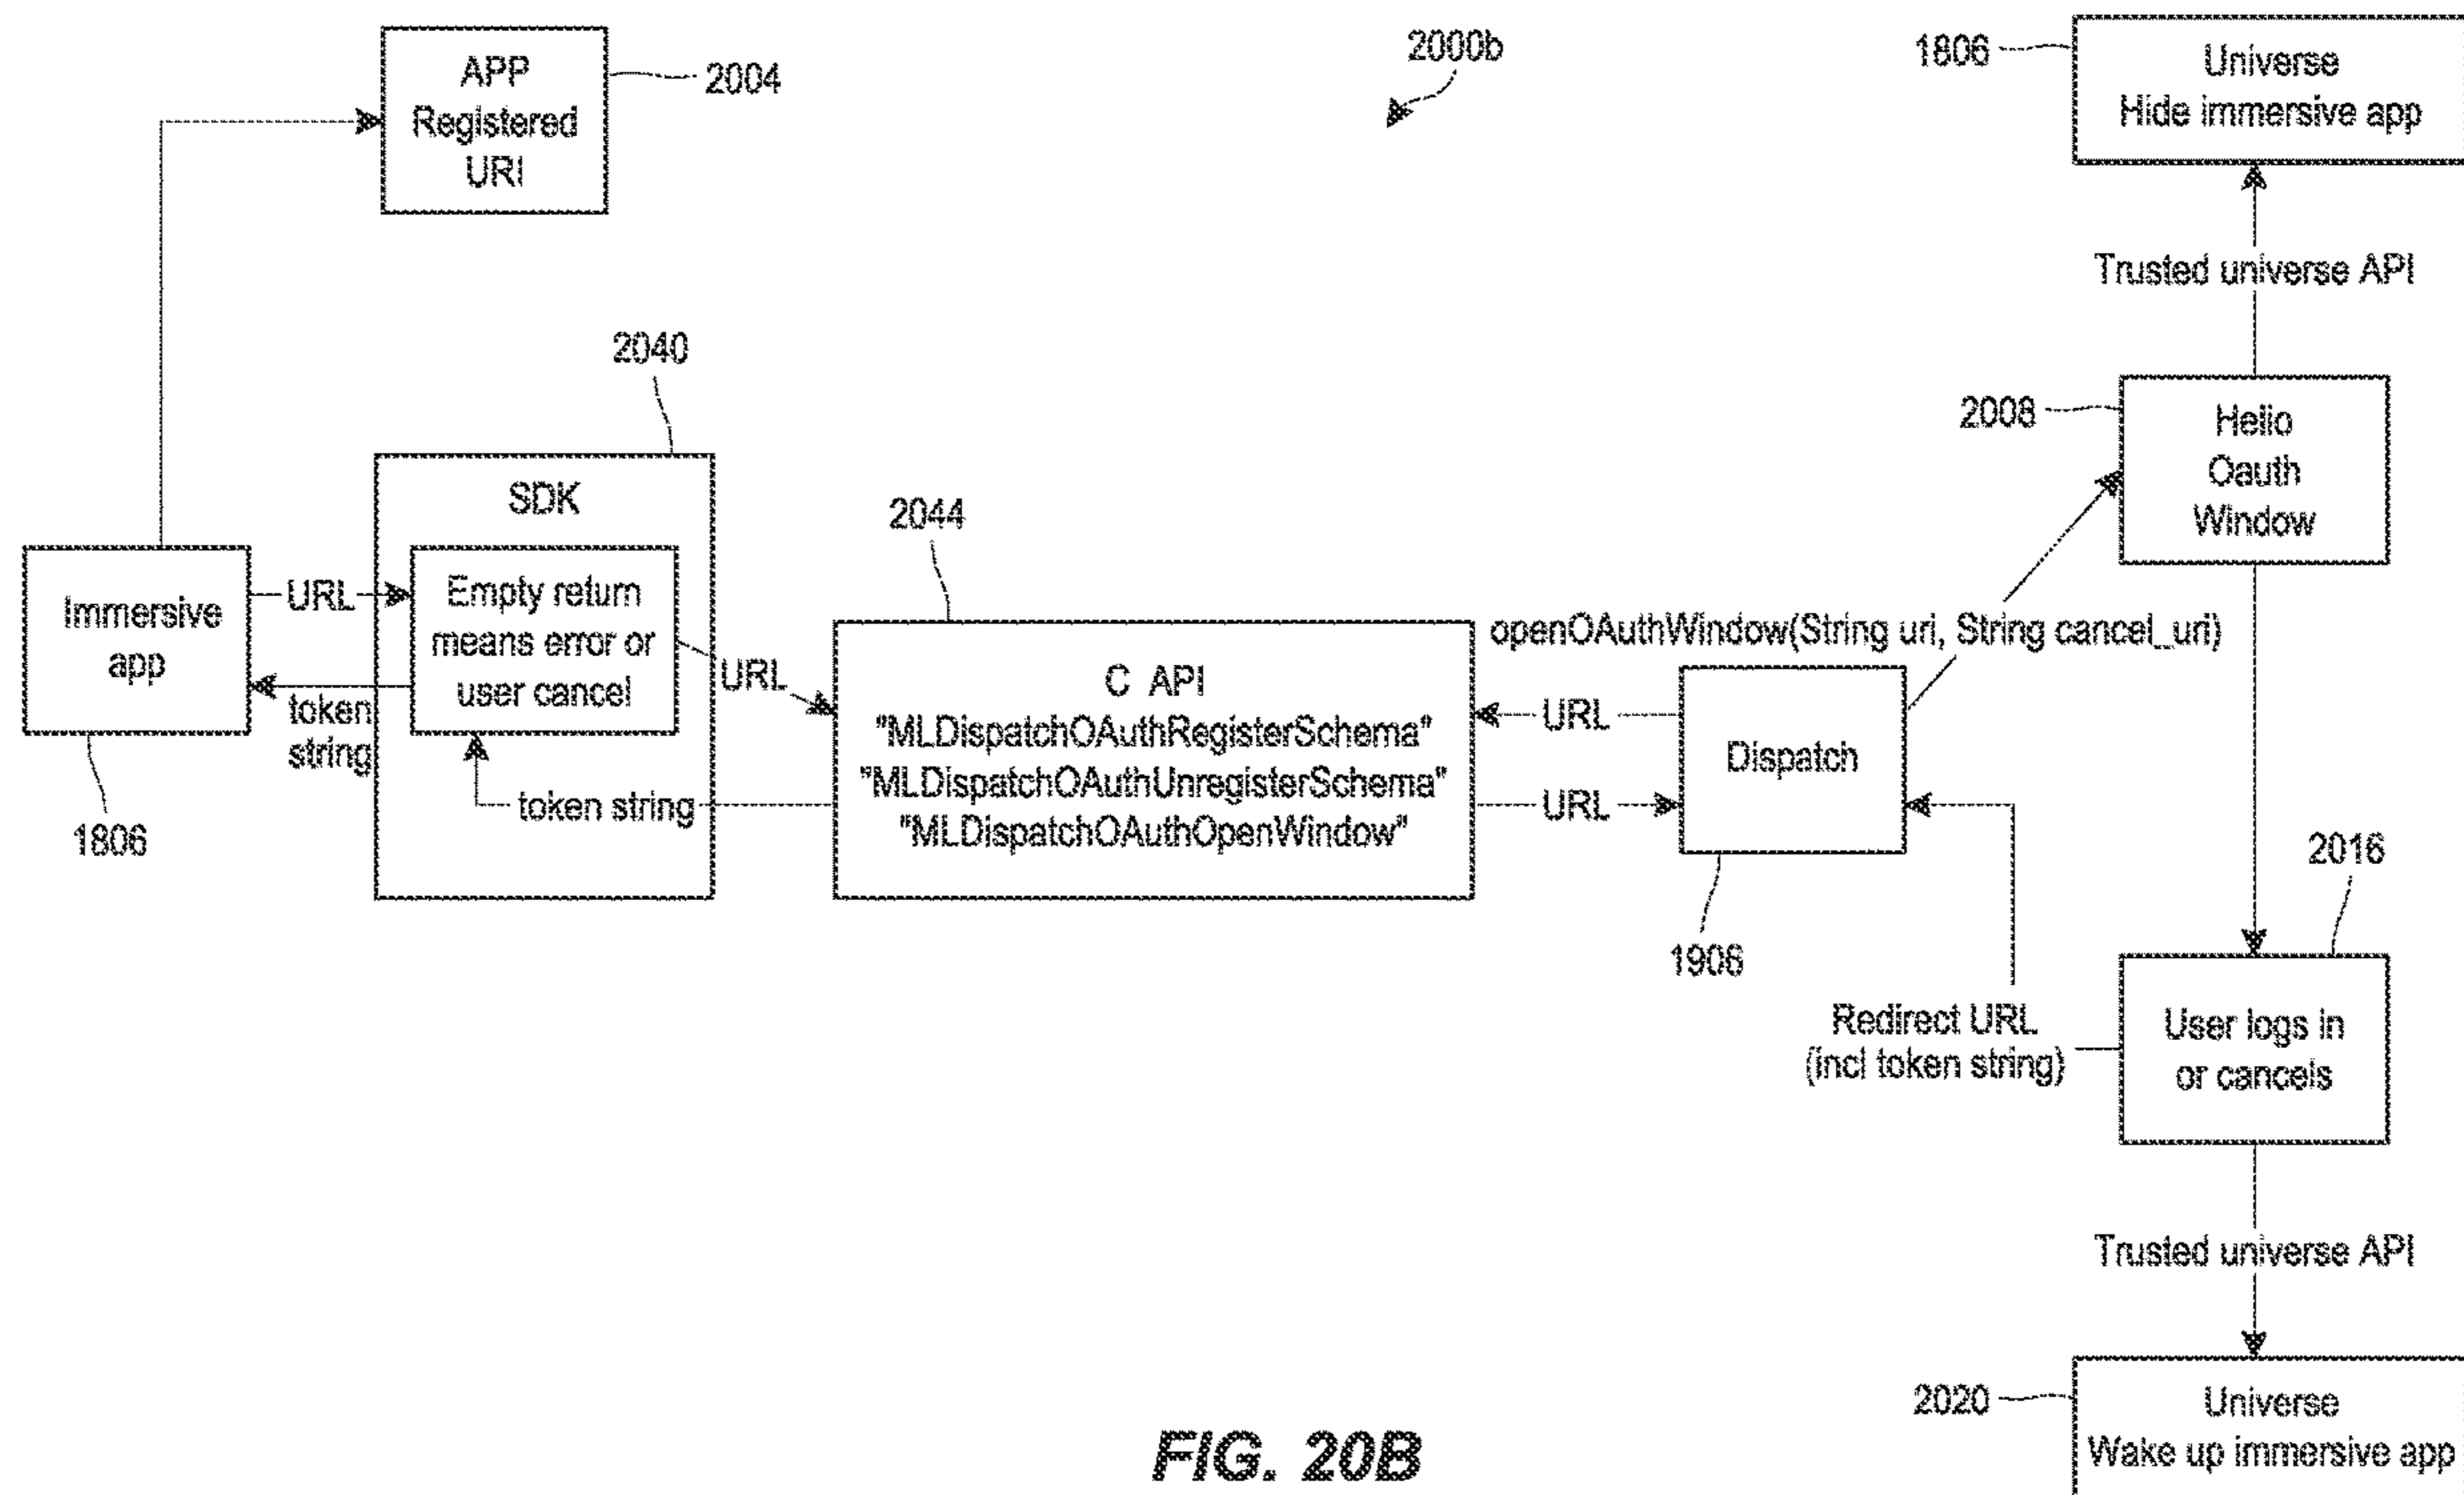 APP
Registered
URI
2004
2000b
1806
Universe
Hide immersive app
Trusted universe API
2040
2008
Helio
Oauth
Window
SDK
2044
Immersive
app
URL
Empty return
means error or
user cancel
token
string
URL
token string
1806
C API
"MLDispatchOAuthRegisterSchema"
"MLDispatchOAuthUnregisterSchema"
"MLDispatchOAuthOpenWindow"
openOAuthWindow(String uri, String cancel_uri)
URL
URL
Dispatch
1906
2016
Redirect URL
(incl token string)
User logs in
or cancels
Trusted universe API
2020
Universe
Wake up immersive app
FIG. 20B